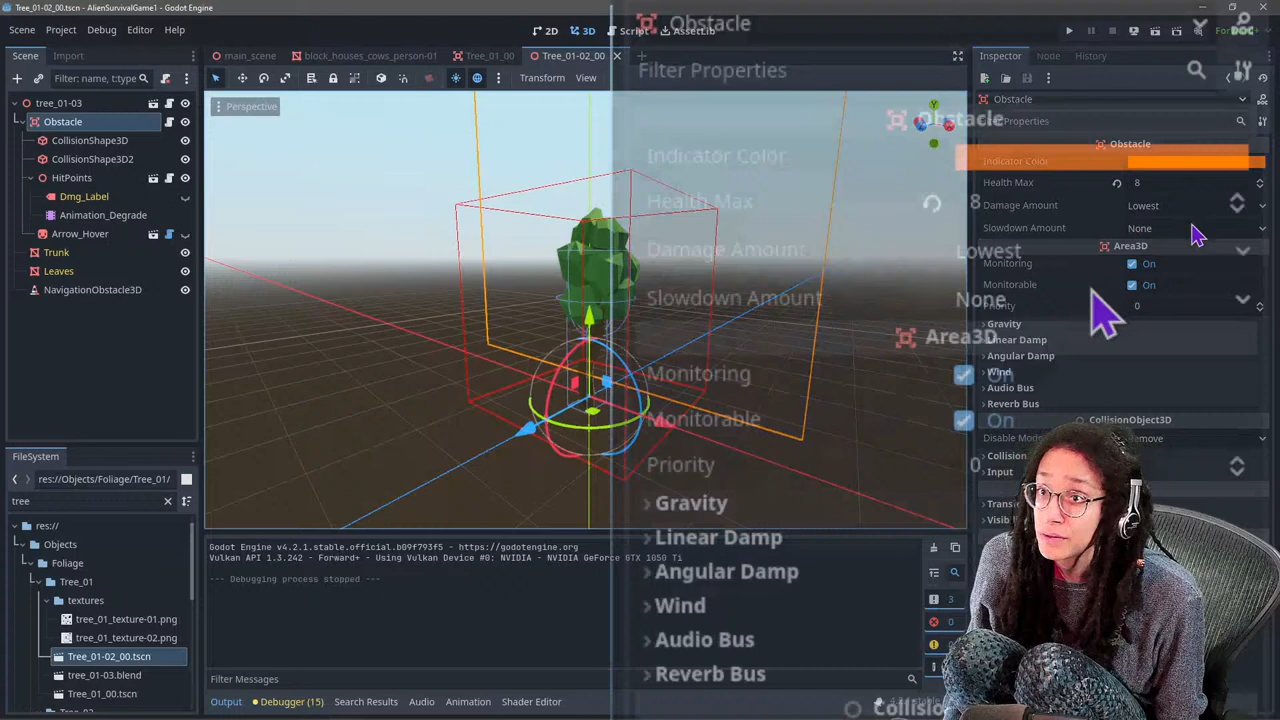 Tree_01-02_00.tscn - AlienSurvivalGame1 - Godot Engine
Scene Project Debug Editor Help
2D 3D Script AssetLib
Forward+
Scene Import
main_scene block_houses_cows_person-01 Tree_01_00 Tree_01-02_00
Inspector Node History
Filter: name, t:type
Transform View
tree_01-03
Obstacle
CollisionShape3D
CollisionShape3D2
HitPoints
Dmg_Label
Animation_Degrade
Arrow_Hover
Trunk
Leaves
NavigationObstacle3D
Perspective
Y
FileSystem
res://Objects/Foliage/Tree_01/
tree
res://
Objects
Foliage
Tree_01
textures
tree_01_texture-01.png
tree_01_texture-02.png
Tree_01-02_00.tscn
tree_01-03.blend
Tree_01_00.tscn
Godot Engine v4.2.1.stable.official.b09f793f5 - https://godotengine.org
Vulkan API 1.3.242 - Forward+ - Using Vulkan Device #0: NVIDIA - NVIDIA GeForce GTX 1050 Ti
--- Debugging process stopped ---
3
0
Filter Messages
Output Debugger (15) Search Results Audio Animation Shader Editor
Obstacle
DOC
Filter Properties
Obstacle
Indicator Color
Health Max 8
Damage Amount Lowest
Slowdown Amount None
Area3D
Monitoring On
Monitorable On
Priority 0
Gravity
Linear Damp
Angular Damp
Wind
Audio Bus
Reverb Bus
Obstacle
Filter Properties
Obstacle
Indicator Color
Health Max 8
Damage Amount Lowest
Slowdown Amount None
Area3D
Monitoring On
Monitorable On
Priority 0
Gravity
Linear Damp
Angular Damp
Wind
Audio Bus
Reverb Bus
CollisionObject3D
Input